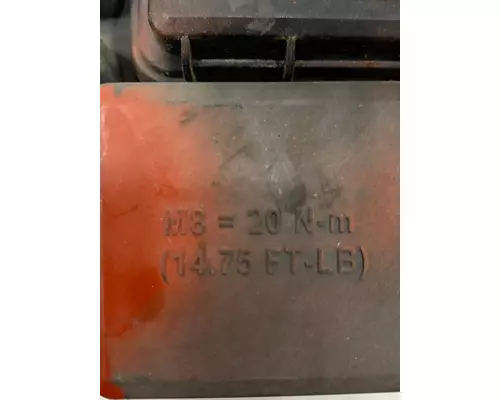 M8 = 20 N-m
(14.75 FT-LB)